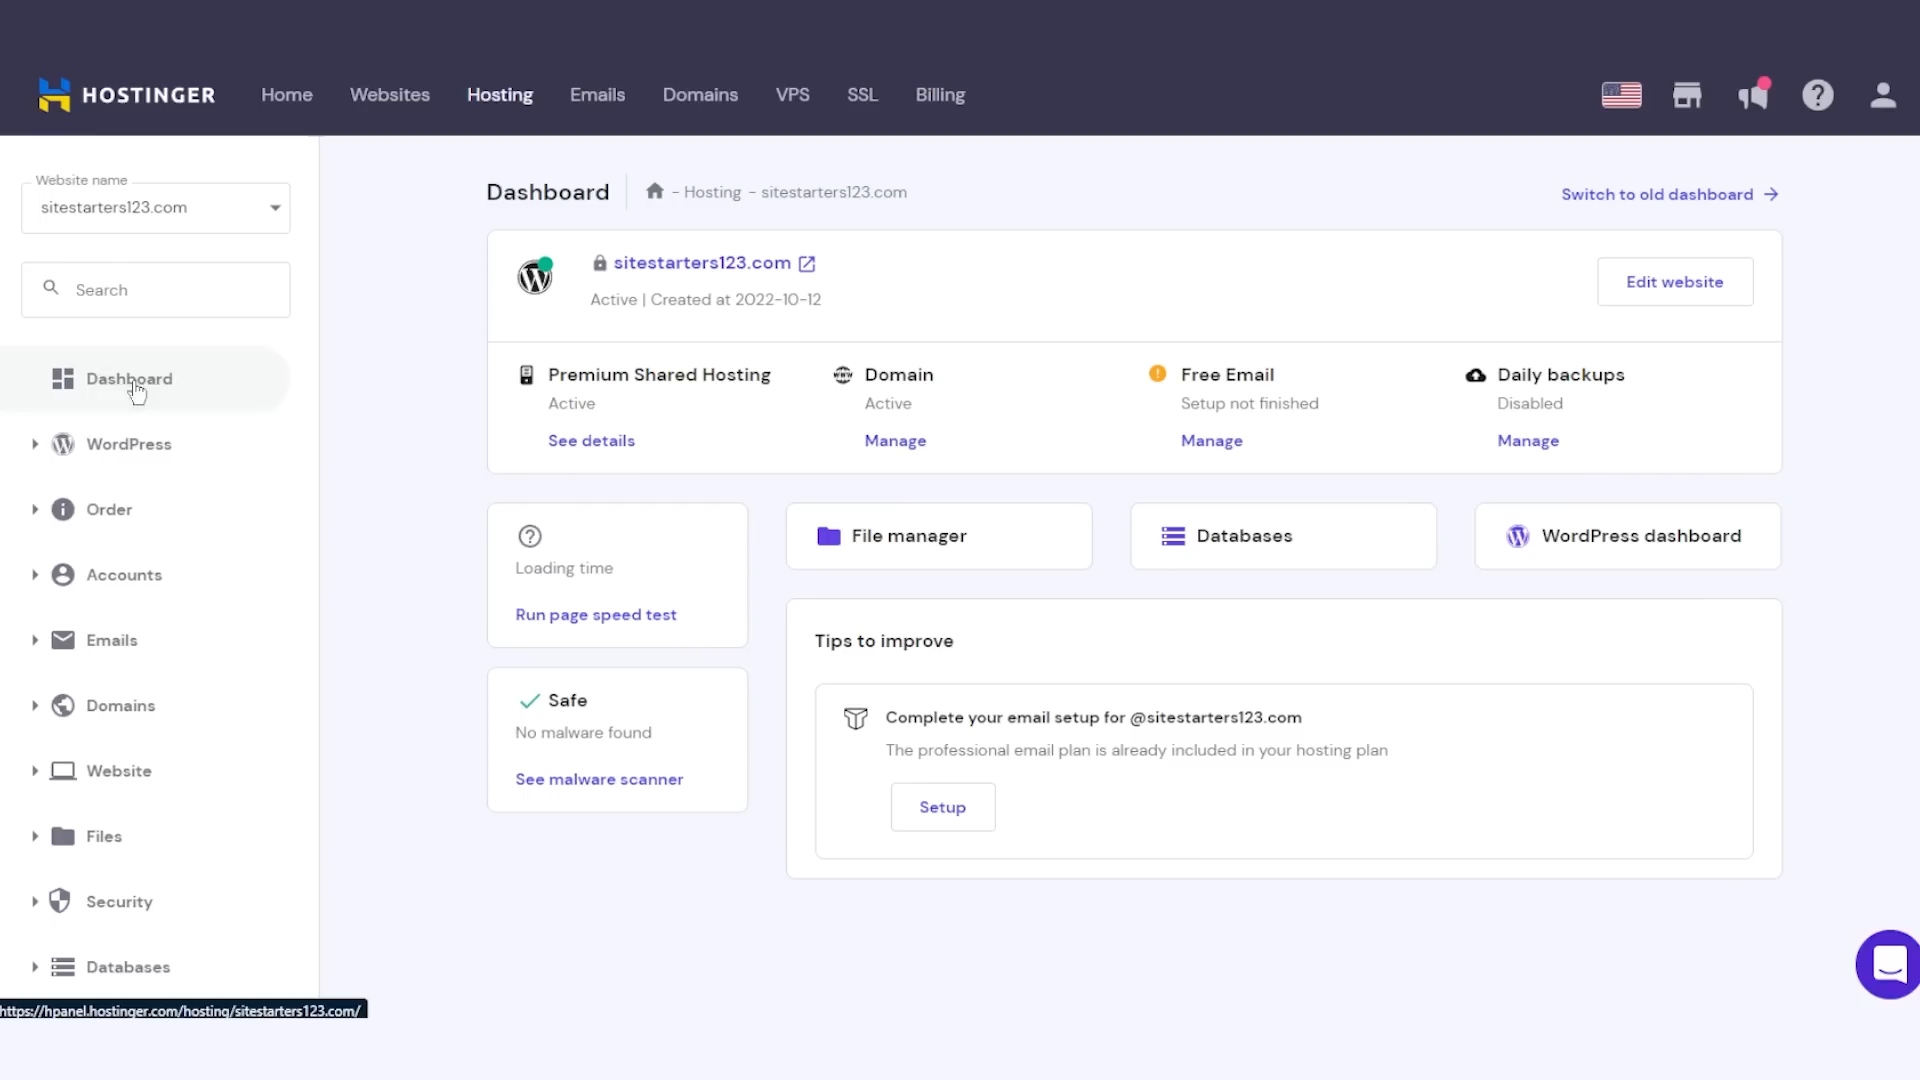 HOSTINGER Home Websites Hosting Emails Domains VPS SSL Billing
Website name
sitestarters123.com
Search
Dashboard
WordPress
Order
Accounts
Emails
Domains
Website
Files
Security
Databases
https://hpanel.hostinger.com/hosting/sitestarters123.com/
Dashboard - Hosting - sitestarters123.com
Switch to old dashboard
sitestarters123.com
Active | Created at 2022-10-12
Edit website
Premium Shared Hosting
Active
See details
Domain
Active
Manage
Free Email
Setup not finished
Manage
Daily backups
Disabled
Manage
Loading time
Run page speed test
Safe
No malware found
See malware scanner
File manager
Databases
WordPress dashboard
Tips to improve
Complete your email setup for @sitestarters123.com
The professional email plan is already included in your hosting plan
Setup